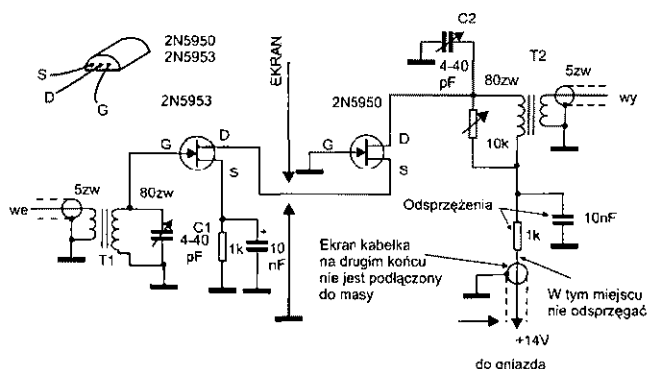 2N5950
2N5953
S
D
G
2N5953
G
D
S
we
5zw
80zw
T1
C1
4-40
pF
1k
10
nF
EKRAN
2N5950
G
D
S
C2
4-40
pF
80zw
T2
5zw
wy
10k
Odsprzężenia
10nF
1k
Ekran kabelka
na drugim końcu
nie jest podłączony
do masy
W tym miejscu
nie odsprzęgać
+14V
do gniazda